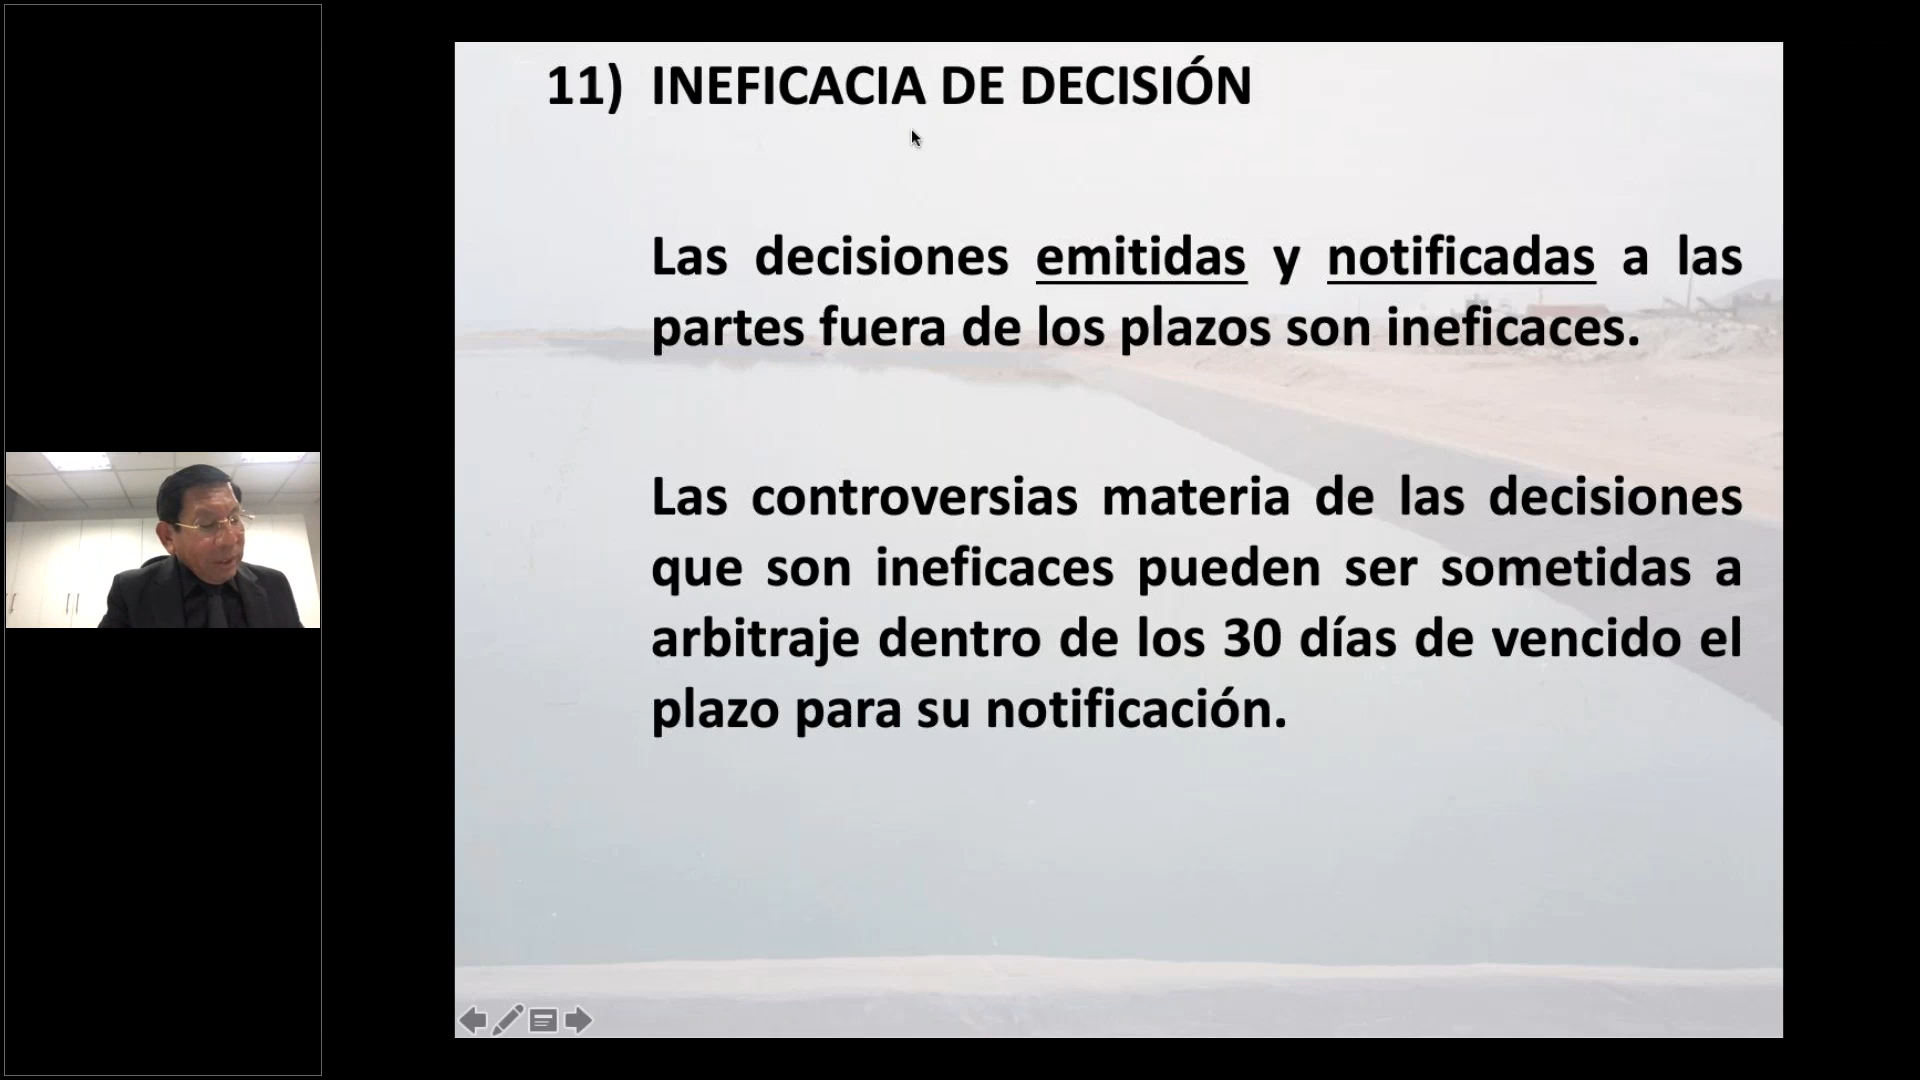 11) INEFICACIA DE DECISIÓN
Las decisiones emitidas y notificadas a las
partes fuera de los plazos son ineficaces.
Las controversias materia de las decisiones
que son ineficaces pueden ser sometidas a
arbitraje dentro de los 30 días de vencido el
plazo para su notificación.